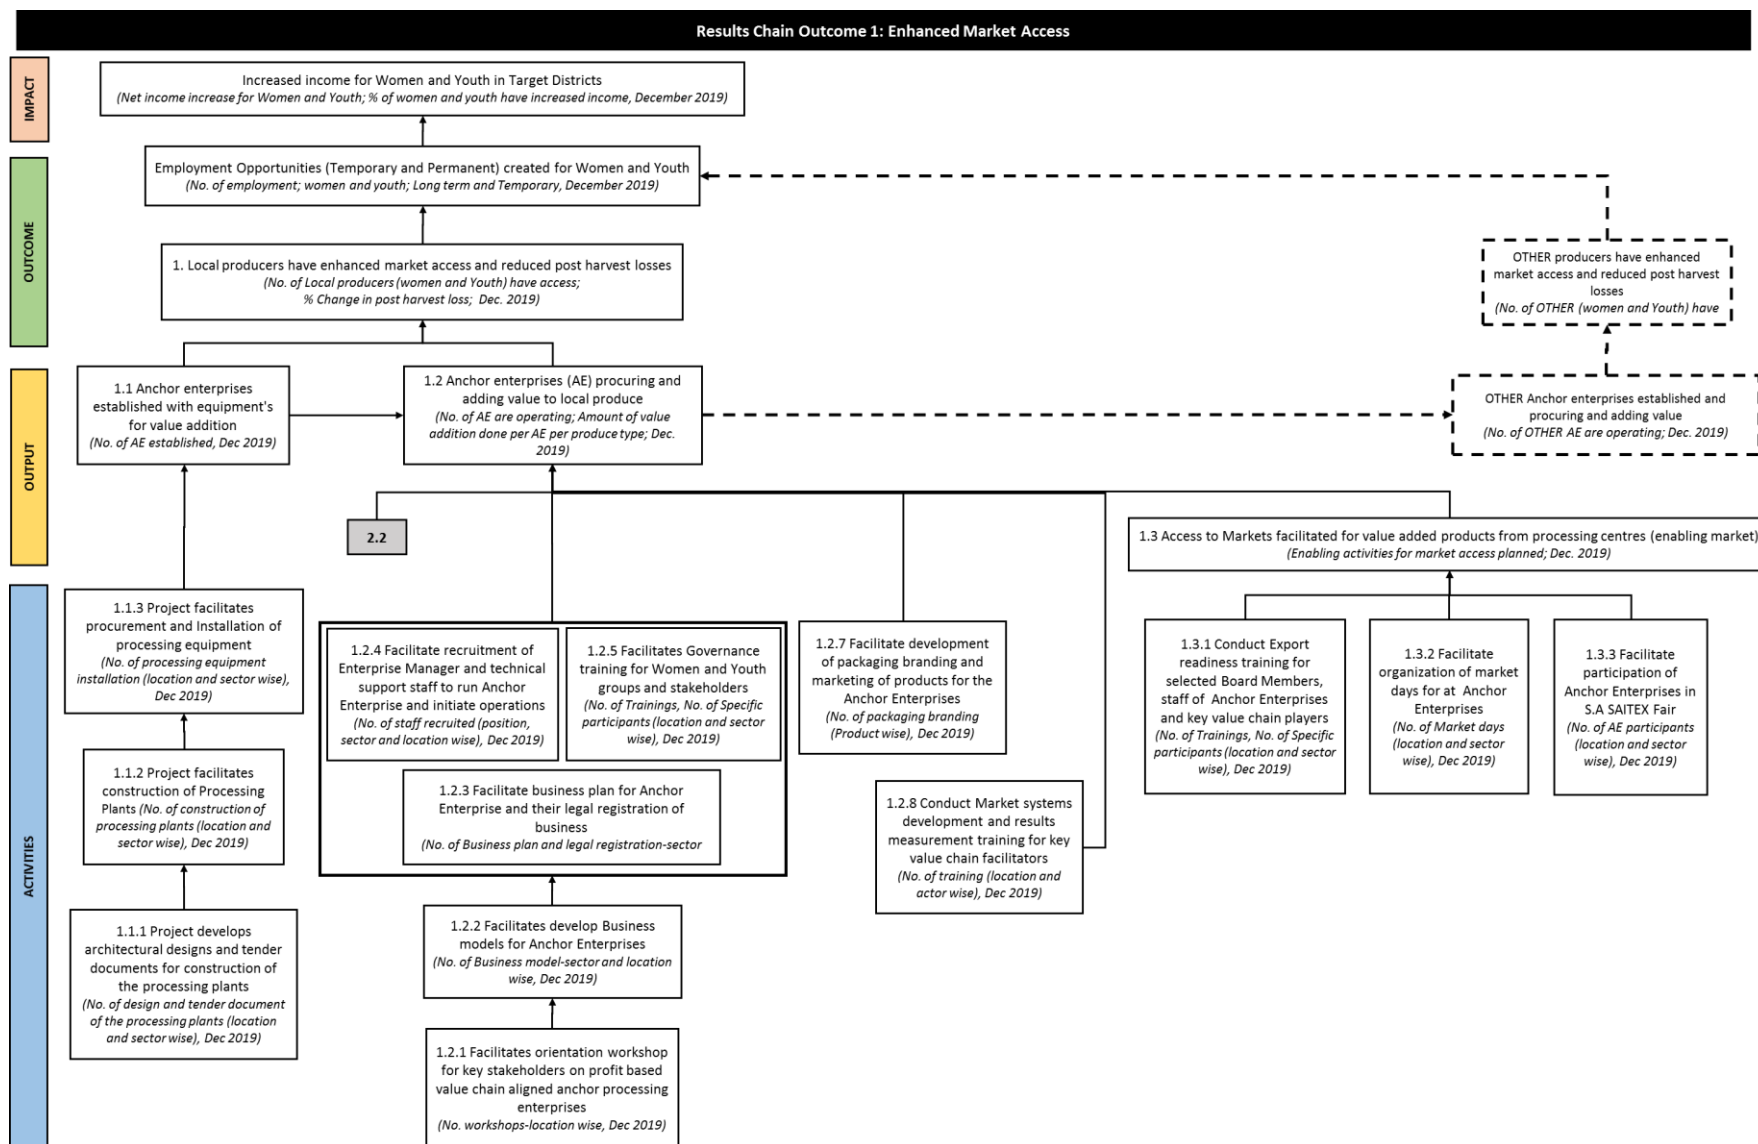 Results Chain Outcome 1: Enhanced Market Access
IMPACT
Increased income for Women and Youth in Target Districts
(Net income increase for Women and Youth; % of women and youth have increased income, December 2019)
OUTCOME
Employment Opportunities (Temporary and Permanent) created for Women and Youth
(No. of employment; women and youth; Long term and Temporary, December 2019)
1. Local producers have enhanced market access and reduced post harvest losses
(No. of Local producers (women and Youth) have access;
% Change in post harvest loss; Dec. 2019)
OTHER producers have enhanced
market access and reduced post harvest
losses
(No. of OTHER (women and Youth) have
OUTPUT
1.1 Anchor enterprises
established with equipment's
for value addition
(No. of AE established, Dec 2019)
1.2 Anchor enterprises (AE) procuring and
adding value to local produce
(No. of AE are operating; Amount of value
addition done per AE per produce type; Dec.
2019)
OTHER Anchor enterprises established and
procuring and adding value
(No. of OTHER AE are operating; Dec. 2019)
2.2
1.3 Access to Markets facilitated for value added products from processing centres (enabling market)
(Enabling activities for market access planned; Dec. 2019)
ACTIVITIES
1.1.3 Project facilitates
procurement and Installation of
processing equipment
(No. of processing equipment
installation (location and sector wise),
Dec 2019)
1.1.2 Project facilitates
construction of Processing
Plants (No. of construction of
processing plants (location and
sector wise), Dec 2019)
1.1.1 Project develops
architectural designs and tender
documents for construction of
the processing plants
(No. of design and tender document
of the processing plants (location
and sector wise), Dec 2019)
1.2.4 Facilitate recruitment of
Enterprise Manager and technical
support staff to run Anchor
Enterprise and initiate operations
(No. of staff recruited (position,
sector and location wise), Dec 2019)
1.2.5 Facilitates Governance
training for Women and Youth
groups and stakeholders
(No. of Trainings, No. of Specific
participants (location and sector
wise), Dec 2019)
1.2.3 Facilitate business plan for Anchor
Enterprise and their legal registration of
business
(No. of Business plan and legal registration-sector
1.2.2 Facilitates develop Business
models for Anchor Enterprises
(No. of Business model-sector and location
wise, Dec 2019)
1.2.1 Facilitates orientation workshop
for key stakeholders on profit based
value chain aligned anchor processing
enterprises
(No. workshops-location wise, Dec 2019)
1.2.7 Facilitate development
of packaging branding and
marketing of products for the
Anchor Enterprises
(No. of packaging branding
(Product wise), Dec 2019)
1.2.8 Conduct Market systems
development and results
measurement training for key
value chain facilitators
(No. of training (location and
actor wise), Dec 2019)
1.3.1 Conduct Export
readiness training for
selected Board Members,
staff of Anchor Enterprises
and key value chain players
(No. of Trainings, No. of Specific
participants (location and sector
wise), Dec 2019)
1.3.2 Facilitate
organization of market
days for at Anchor
Enterprises
(No. of Market days
(location and sector
wise), Dec 2019)
1.3.3 Facilitate
participation of
Anchor Enterprises in
S.A SAITEX Fair
(No. of AE participants
(location and sector
wise), Dec 2019)